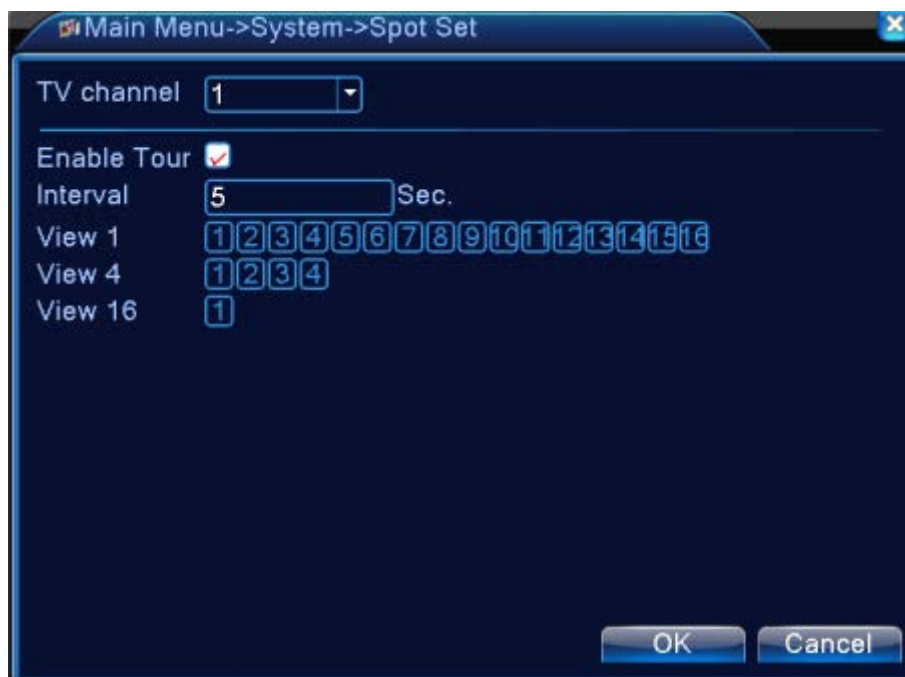 Main Menu->System->Spot Set
TV channel 1
Enable Tour
Interval 5 Sec.
View 1 1 2 3 4 5 6 7 8 9 10 11 12 13 14 15 16
View 4 1 2 3 4
View 16 1
OK Cancel